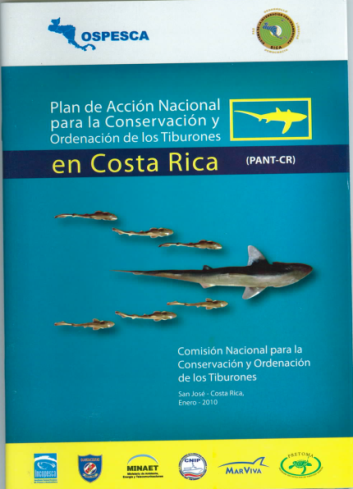 OSPESCA
Plan de Acción Nacional
para la Conservación y
Ordenación de los Tiburones
en Costa Rica
(PANT-CR)
Comisión Nacional para la
Conservación y Ordenación
de los Tiburones
San José - Costa Rica,
Enero - 2010
MINAET
CNIP
MARVIVA
PRETOMA